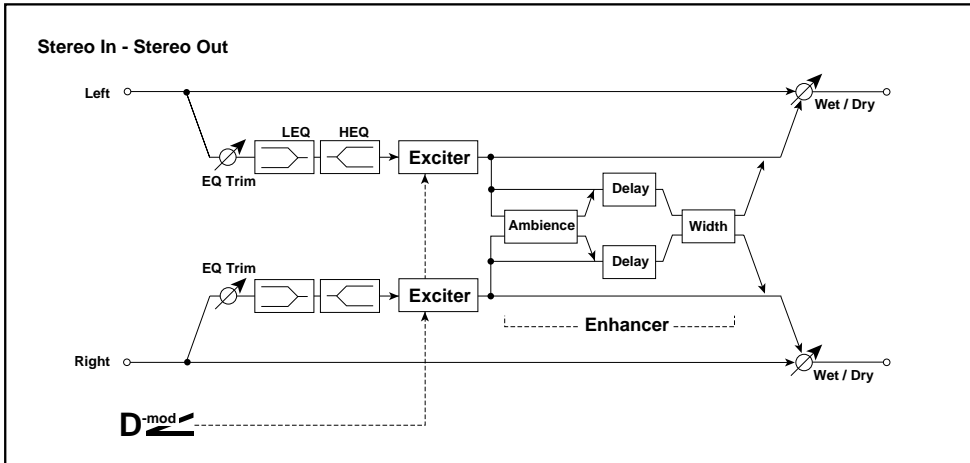 Stereo In - Stereo Out
Left
Wet / Dry
LEQ HEQ
EQ Trim
Exciter
Delay
Ambience
Width
Delay
EQ Trim
Exciter
Enhancer
Right
Wet / Dry
D-mod